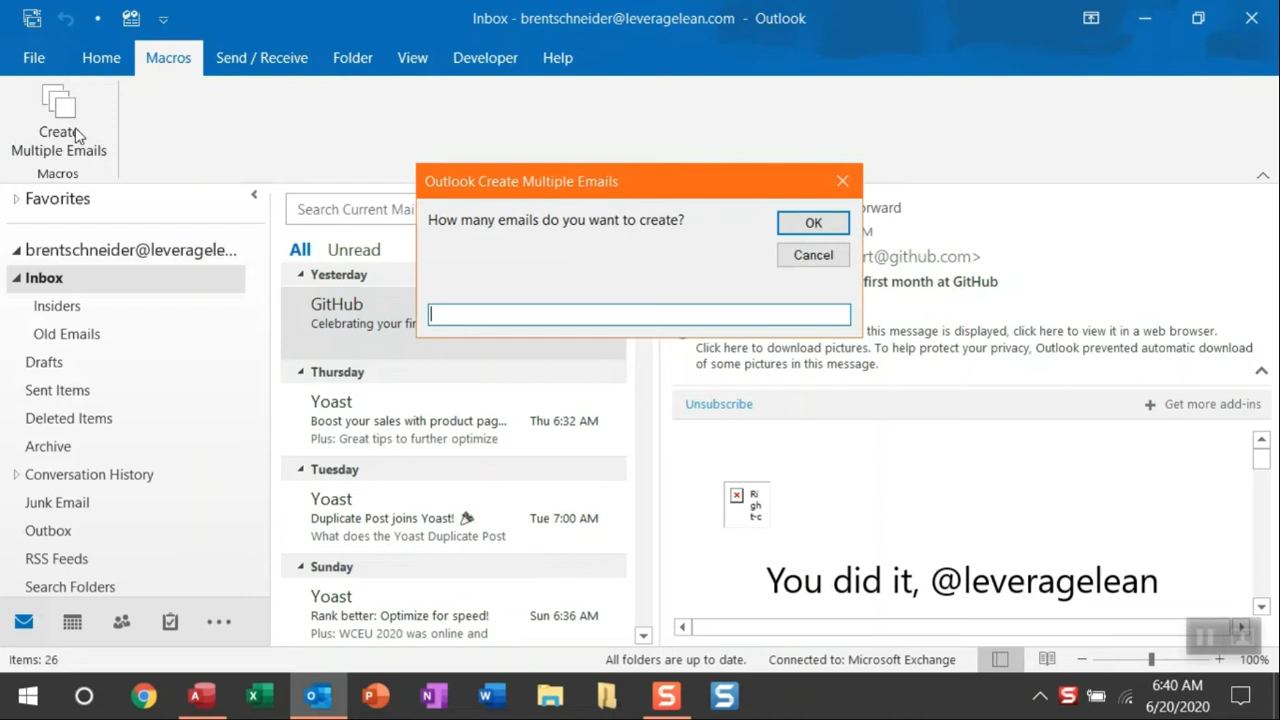 Inbox - brentschneider@leveragelean.com - Outlook
File Home Macros Send / Receive Folder View Developer Help
Create
Multiple Emails
Macros
Favorites
brentschneider@leveragele...
Inbox
Insiders
Old Emails
Drafts
Sent Items
Deleted Items
Archive
Conversation History
Junk Email
Outbox
RSS Feeds
Search Folders
Search Current Mai
All Unread
Yesterday
GitHub
Celebrating your fir
Thursday
Yoast
Boost your sales with product pag... Thu 6:32 AM
Plus: Great tips to further optimize
Tuesday
Yoast
Duplicate Post joins Yoast! Tue 7:00 AM
What does the Yoast Duplicate Post
Sunday
Yoast
Rank better: Optimize for speed! Sun 6:36 AM
Plus: WCEU 2020 was online and
Outlook Create Multiple Emails
How many emails do you want to create?
OK
Cancel
orward
M
rt@github.com>
first month at GitHub
this message is displayed, click here to view it in a web browser.
Click here to download pictures. To help protect your privacy, Outlook prevented automatic download
of some pictures in this message.
Unsubscribe Get more add-ins
Ri
gh
t-c
You did it, @leveragelean
Items: 26 All folders are up to date. Connected to: Microsoft Exchange 100%
6:40 AM
6/20/2020